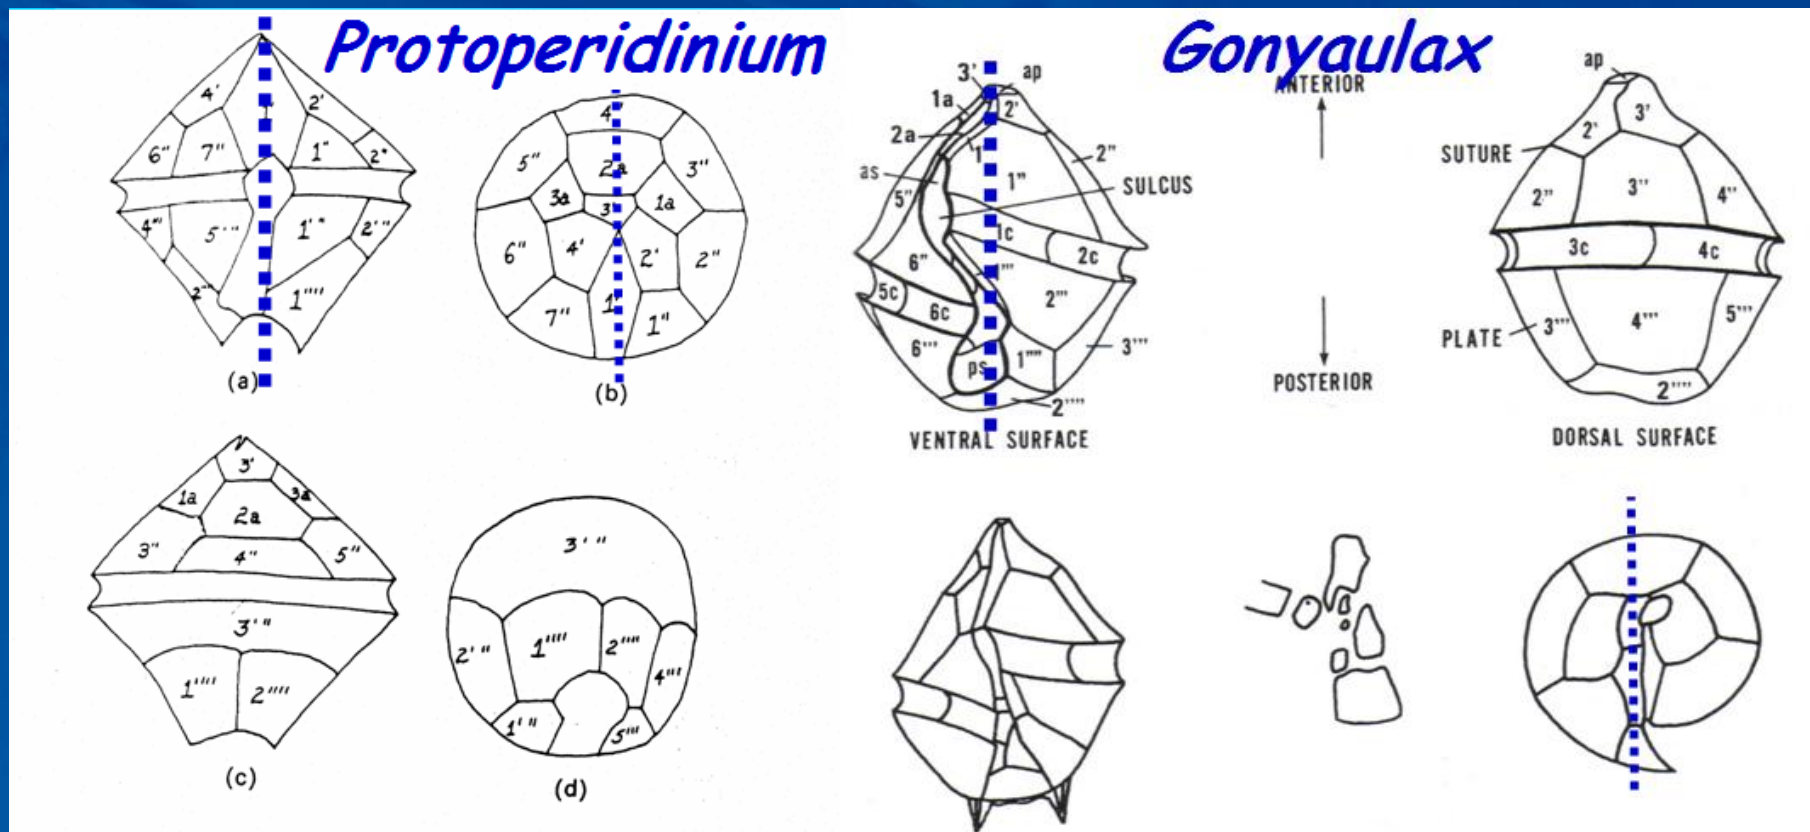 Protoperidinium
4' 2'
6" 7" 1" 2"
4''' 5''' 1''' 2'''
2'''' 1''''
(a)
4"
5" 2a 3"
3a 3' 1a
6" 4' 2' 2"
7" 1' 1"
(b)
3'
1a 3a
2a
3" 4" 5"
3'''
1'''' 2''''
(c)
3'''
2''' 1'''' 2'''' 4'''
1''' 5'''
(d)
Gonyaulax
3' ap
1a 2'
2a 1'
2"
as 1" SULCUS
5"
1c
6" 2c
1'''
5c 2'''
6c
6''' 3'''
ps 1''''
2''''
VENTRAL SURFACE
ANTERIOR
POSTERIOR
ap
2' 3'
SUTURE
2" 3" 4"
3c 4c
PLATE 3''' 4''' 5'''
2''''
DORSAL SURFACE